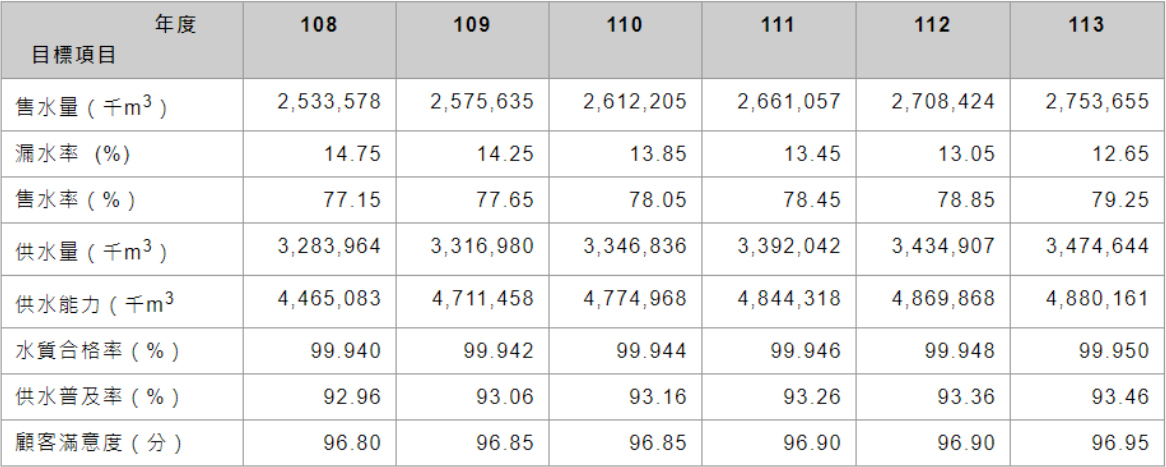 年度 108 109 110 111 112 113
目標項目
售水量（千m3） 2,533,578 2,575,635 2,612,205 2,661,057 2,708,424 2,753,655
漏水率 (%) 14.75 14.25 13.85 13.45 13.05 12.65
售水率（%） 77.15 77.65 78.05 78.45 78.85 79.25
供水量（千m3） 3,283,964 3,316,980 3,346,836 3,392,042 3,434,907 3,474,644
供水能力（千m3 4,465,083 4,711,458 4,774,968 4,844,318 4,869,868 4,880,161
水質合格率（%） 99.940 99.942 99.944 99.946 99.948 99.950
供水普及率（%） 92.96 93.06 93.16 93.26 93.36 93.46
顧客滿意度（分） 96.80 96.85 96.85 96.90 96.90 96.95